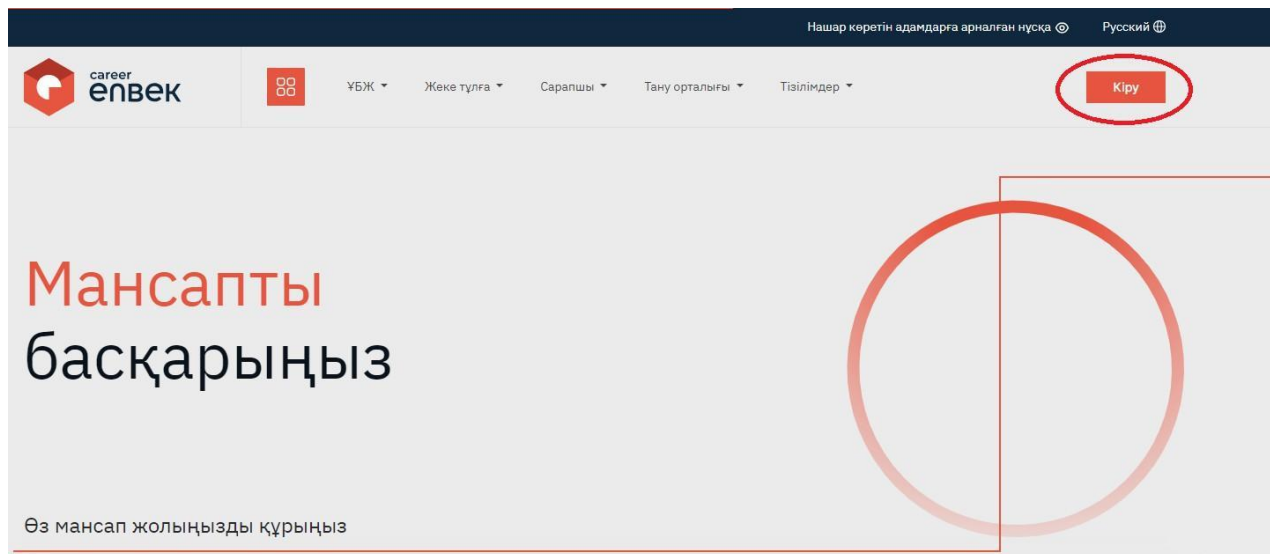 Нашар көретін адамдарға арналған нұсқа Русский
career
enbek ҰБЖ Жеке тұлға Сарапшы Тану орталығы Тізілімдер Кіру
Мансапты
басқарыңыз
Өз мансап жолыңызды құрыңыз